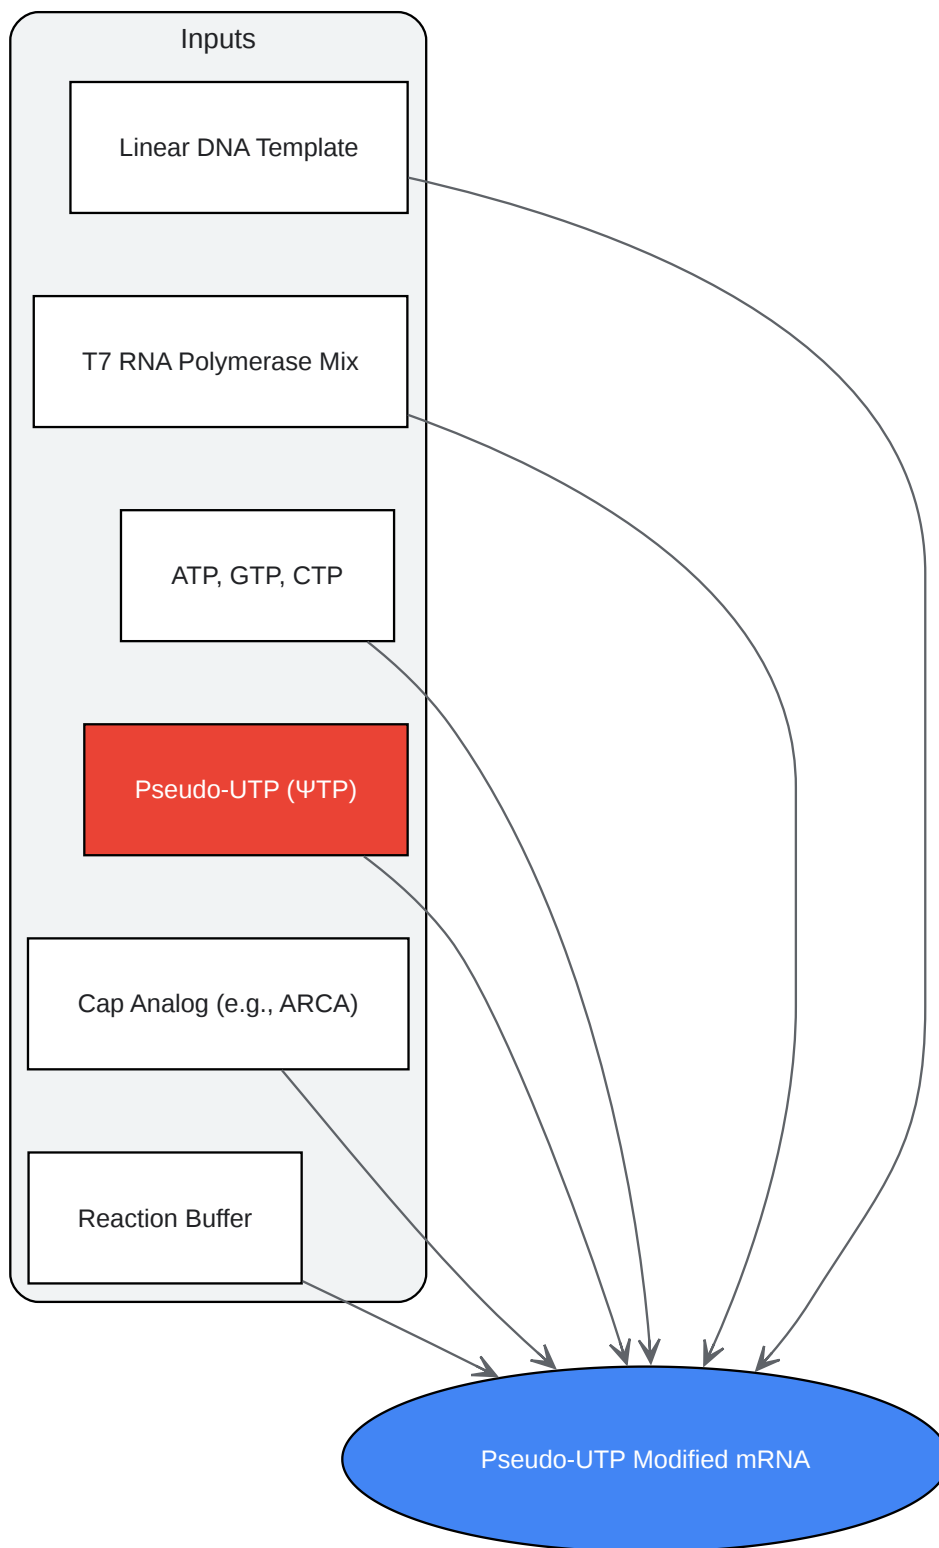 Inputs
Linear DNA Template
T7 RNA Polymerase Mix
ATP, GTP, CTP
Pseudo-UTP (ΨTP)
Cap Analog (e.g., ARCA)
Reaction Buffer
Pseudo-UTP Modified mRNA